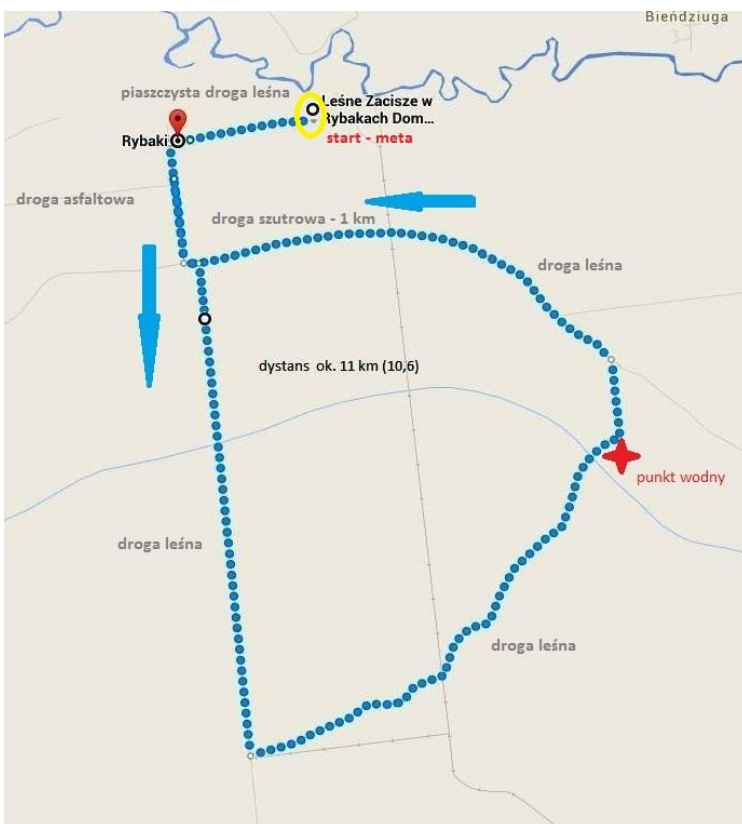 Bieńdziuga
piaszczysta droga leśna
Leśne Zacisze w
Rybakach Dom...
Rybaki
start - meta
droga asfaltowa
droga szutrowa - 1 km
droga leśna
dystans ok. 11 km (10,6)
punkt wodny
droga leśna
droga leśna